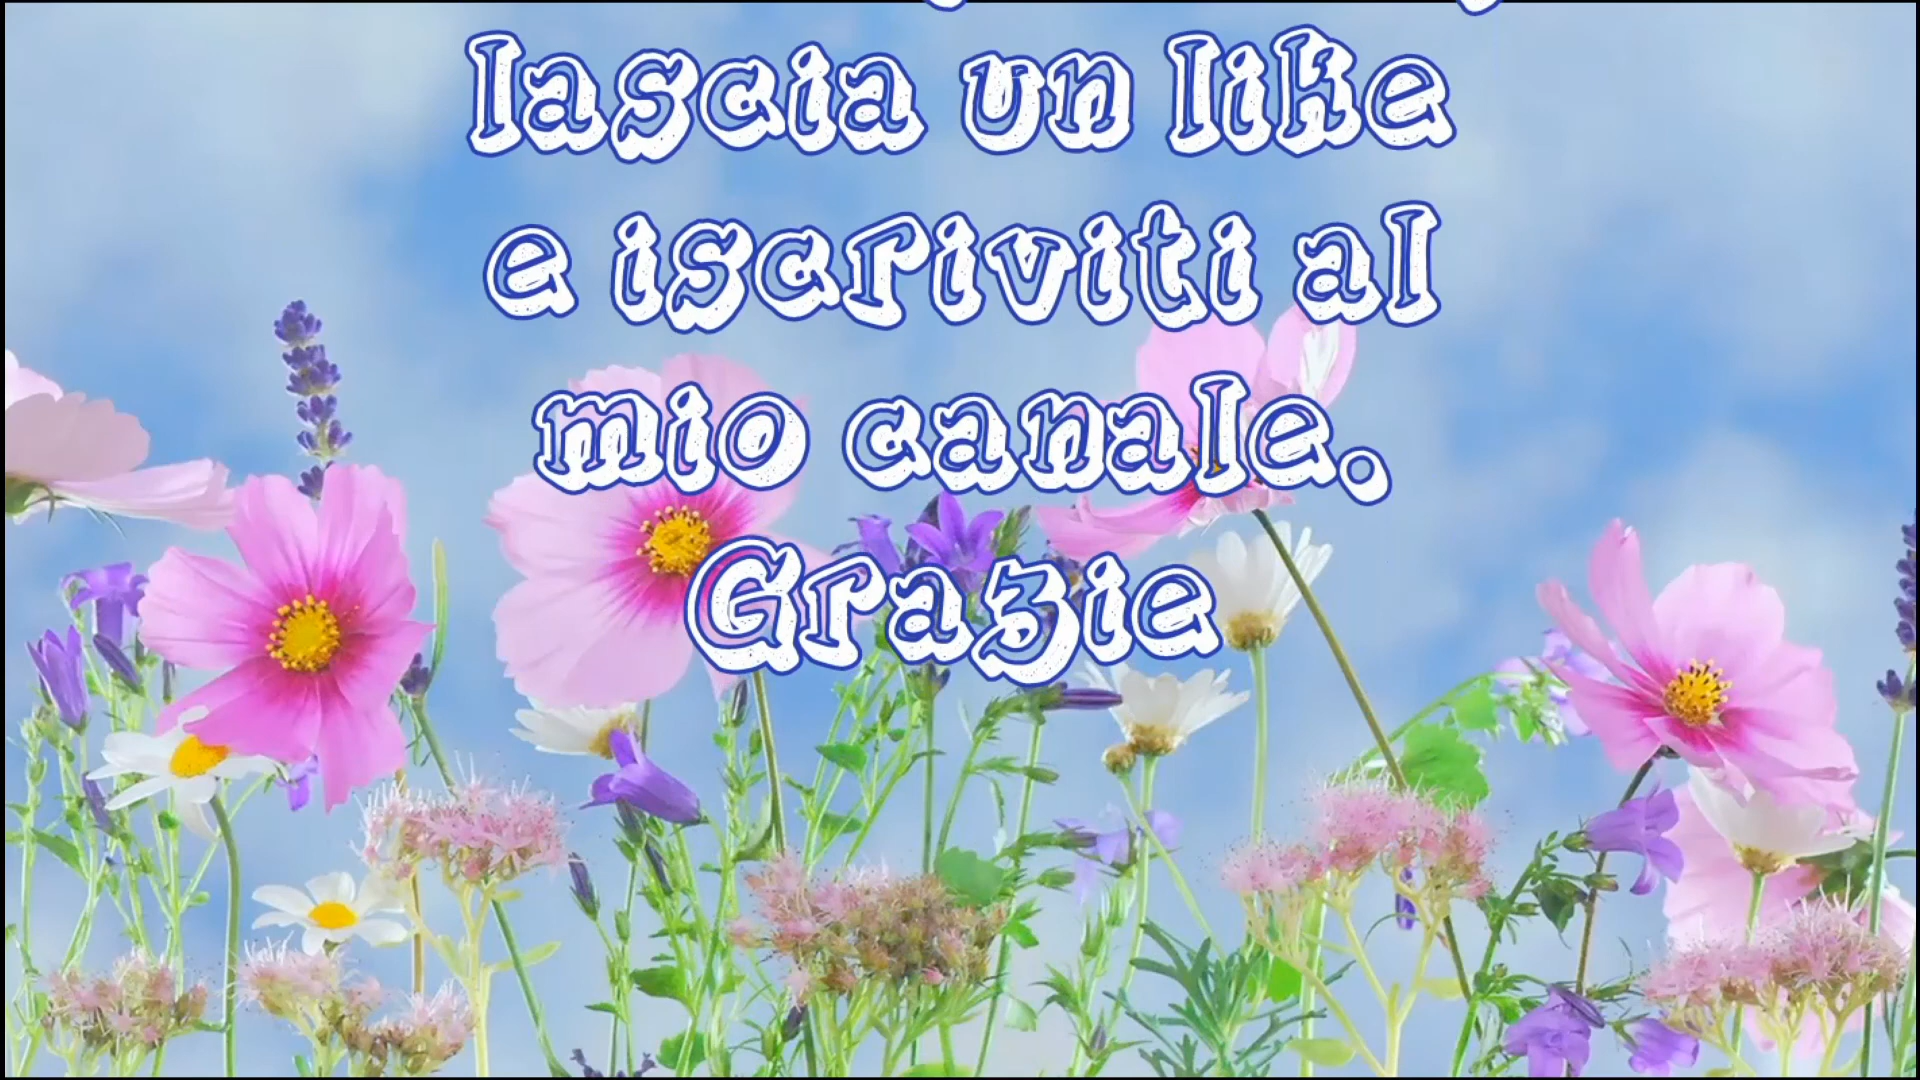 lascia un like
e iscriviti al
mio canale.
Grazie